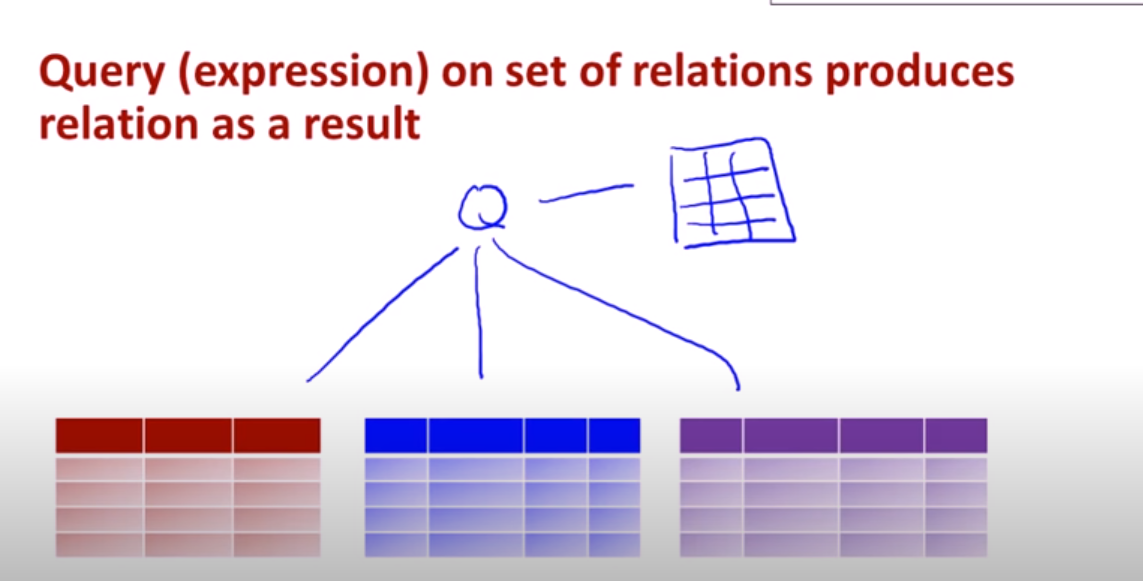 Query (expression) on set of relations produces
relation as a result
Q